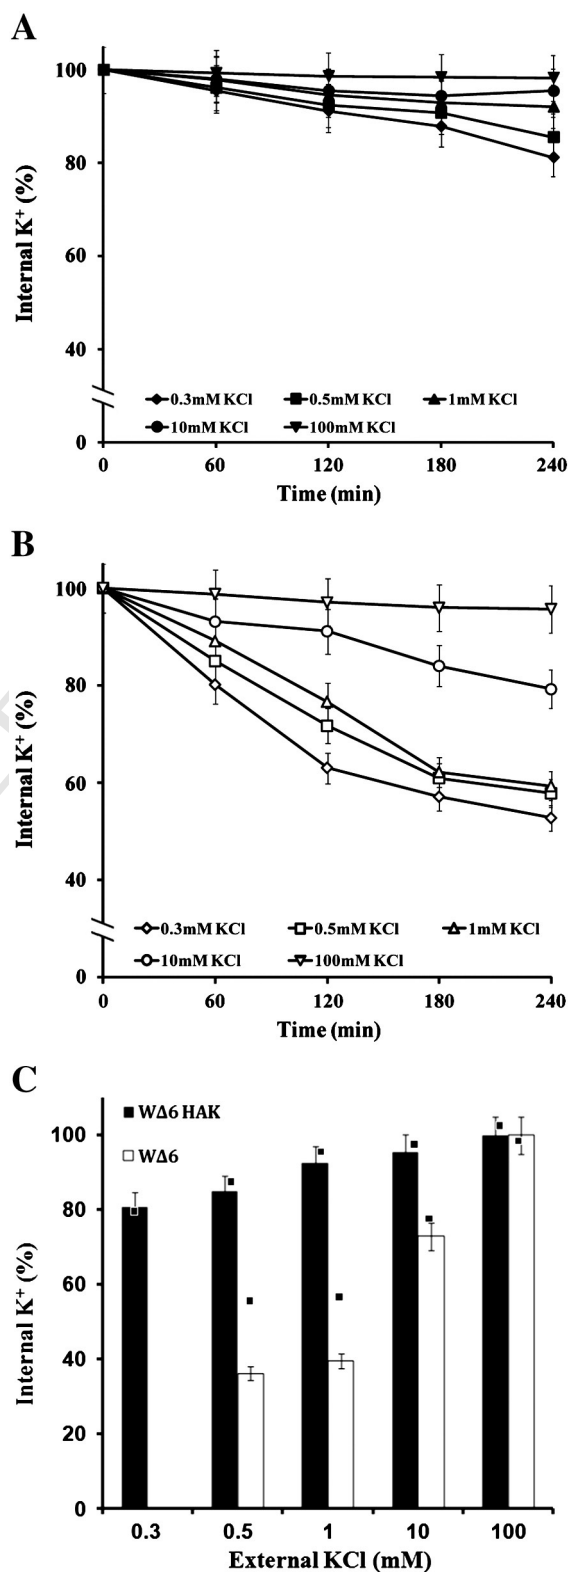 A
Internal K⁺ (%)
100
80
60
40
0
0.3mM KCl 0.5mM KCl 1mM KCl
10mM KCl 100mM KCl
0 60 120 180 240
Time (min)
B
Internal K⁺ (%)
100
80
60
40
0
0.3mM KCl 0.5mM KCl 1mM KCl
10mM KCl 100mM KCl
0 60 120 180 240
Time (min)
C
Internal K⁺ (%)
WΔ6 HAK
WΔ6
100
80
60
40
20
0
0.3 0.5 1 10 100
External KCl (mM)